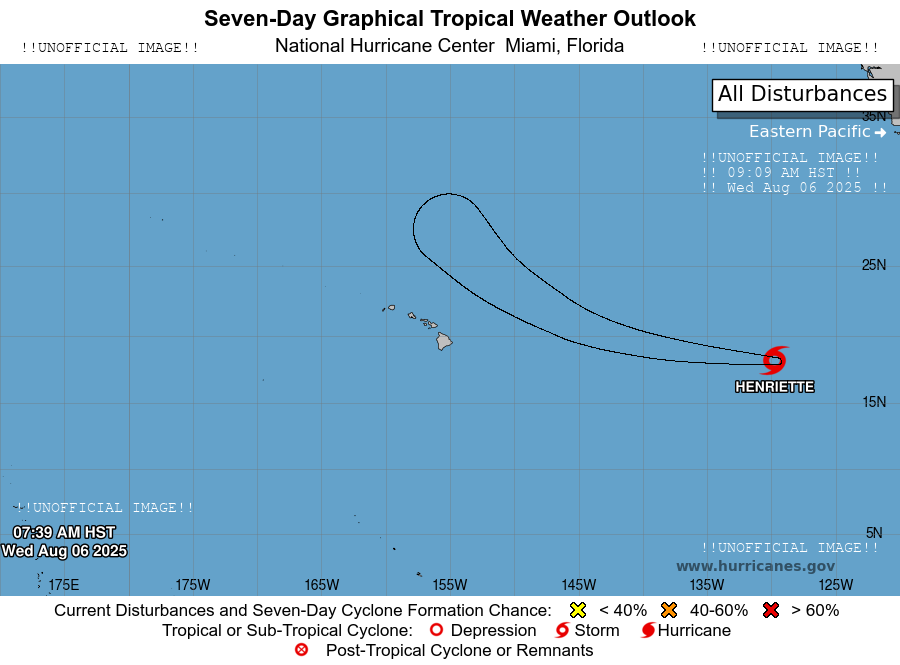 Seven-Day Graphical Tropical Weather Outlook
!!UNOFFICIAL IMAGE!! National Hurricane Center Miami, Florida !!UNOFFICIAL IMAGE!!
All Disturbances
35N
Eastern Pacific
!!UNOFFICIAL IMAGE!!
!! 09:09 AM HST !!
!! Wed Aug 06 2025 !!
25N
HENRIETTE
15N
!!UNOFFICIAL IMAGE!!
07:39 AM HST
Wed Aug 06 2025
5N
!!UNOFFICIAL IMAGE!!
www.hurricanes.gov
175E 175W 165W 155W 145W 135W 125W
Current Disturbances and Seven-Day Cyclone Formation Chance: < 40% 40-60% > 60%
Tropical or Sub-Tropical Cyclone: Depression Storm Hurricane
Post-Tropical Cyclone or Remnants